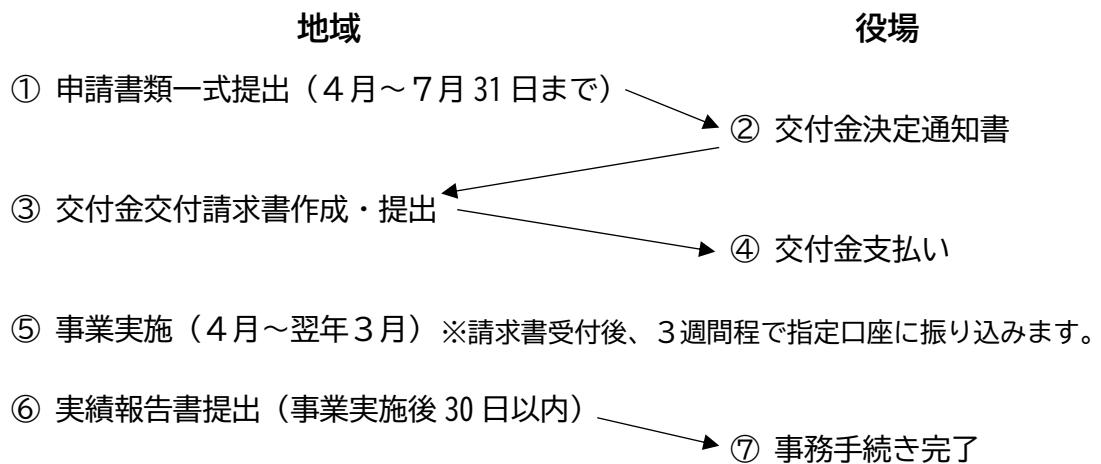 地域 役場
① 申請書類一式提出（４月～７月 31 日まで）
② 交付金決定通知書
③ 交付金交付請求書作成・提出
④ 交付金支払い
⑤ 事業実施（４月～翌年３月）※請求書受付後、３週間程で指定口座に振り込みます。
⑥ 実績報告書提出（事業実施後 30 日以内）
⑦ 事務手続き完了